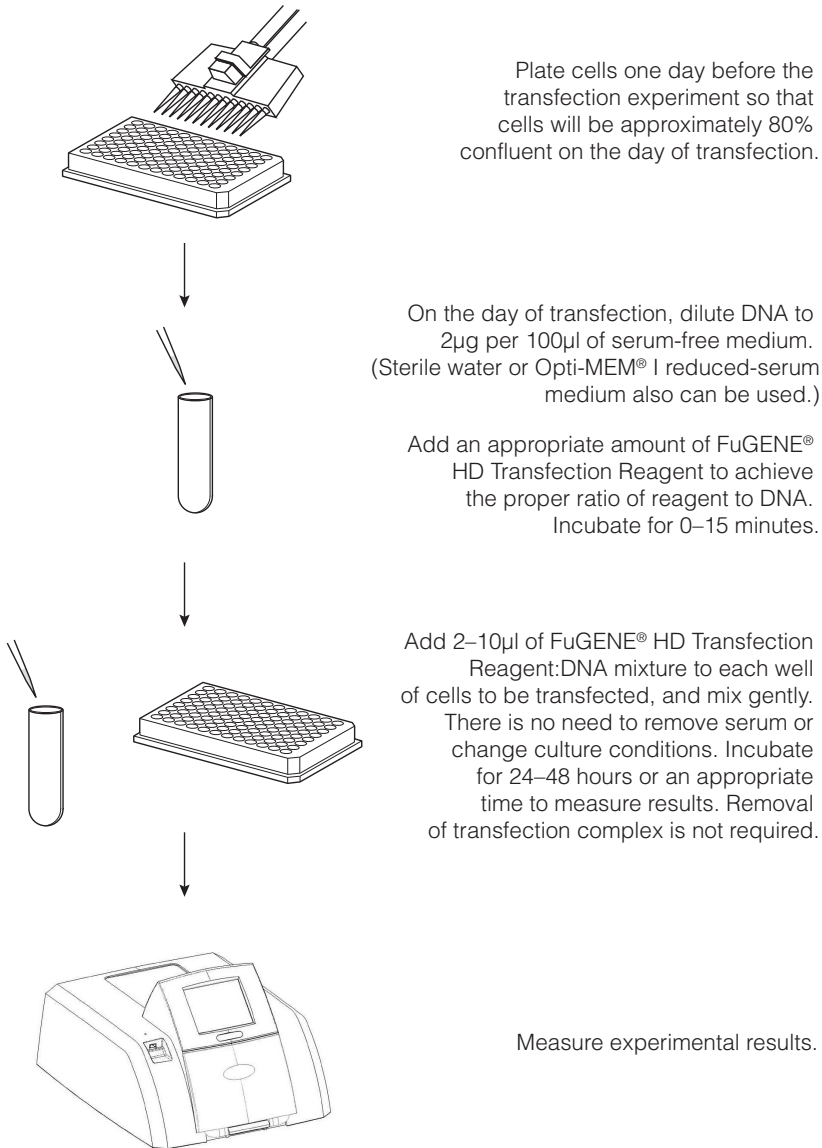 Plate cells one day before the
transfection experiment so that
cells will be approximately 80%
confluent on the day of transfection.
On the day of transfection, dilute DNA to
2µg per 100µl of serum-free medium.
(Sterile water or Opti-MEM® I reduced-serum
medium also can be used.)
Add an appropriate amount of FuGENE®
HD Transfection Reagent to achieve
the proper ratio of reagent to DNA.
Incubate for 0–15 minutes.
Add 2–10µl of FuGENE® HD Transfection
Reagent:DNA mixture to each well
of cells to be transfected, and mix gently.
There is no need to remove serum or
change culture conditions. Incubate
for 24–48 hours or an appropriate
time to measure results. Removal
of transfection complex is not required.
Measure experimental results.